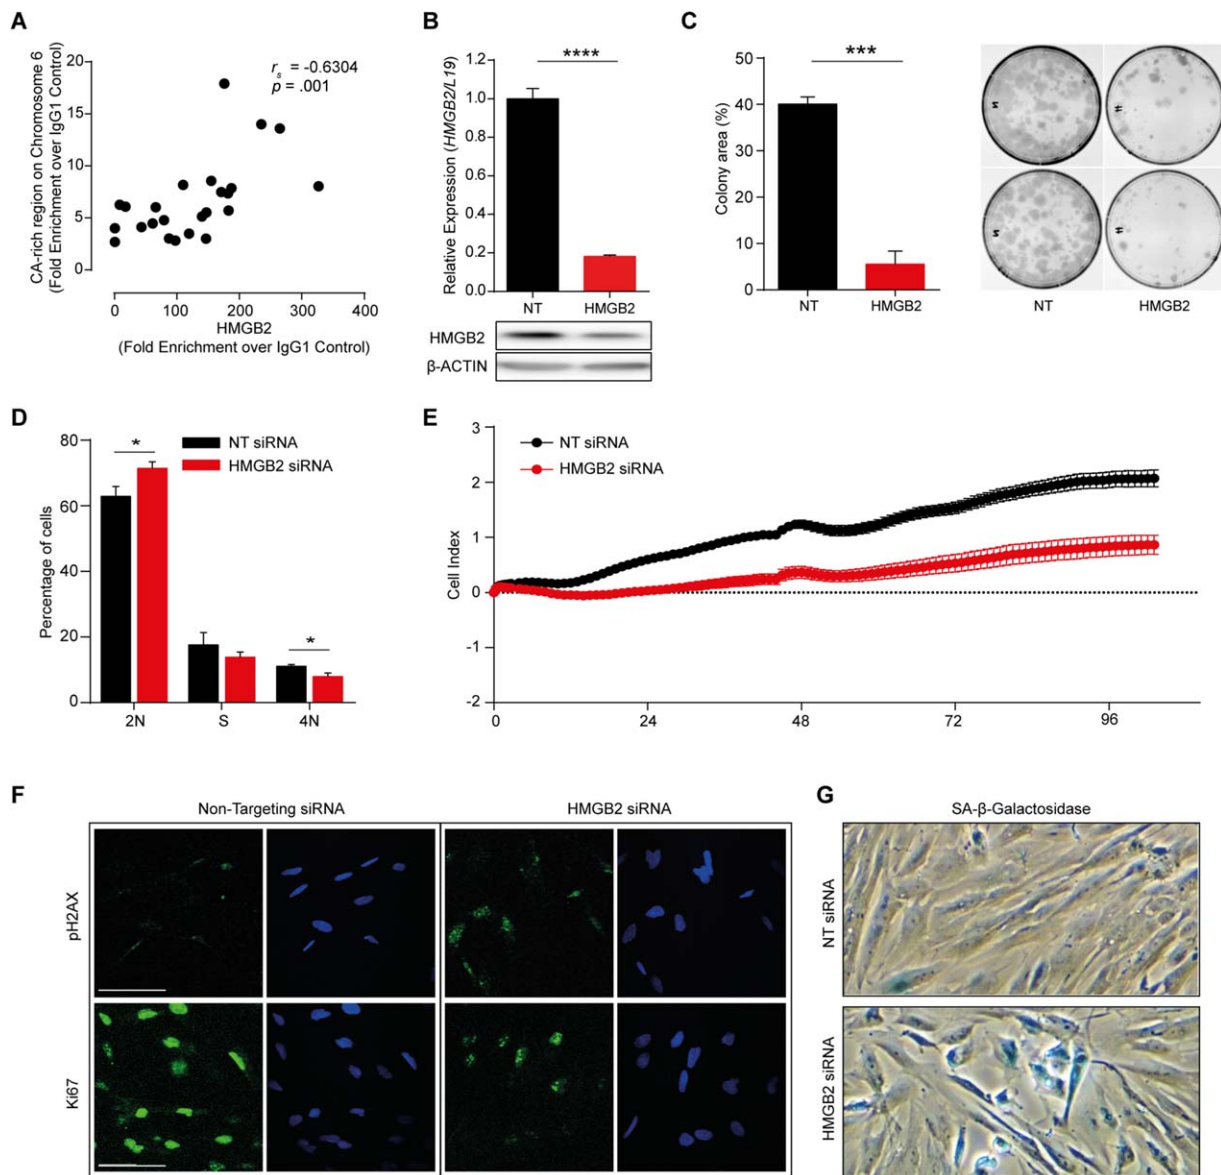 A
CA-rich region on Chromosome 6
(Fold Enrichment over IgG1 Control)
20
15
10
5
0
r_s = -0.6304
p = .001
0 100 200 300 400
HMGB2
(Fold Enrichment over IgG1 Control)
B
Relative Expression (HMGB2/L19)
1.2
1.0
0.8
0.6
0.4
0.2
0.0
****
NT HMGB2
HMGB2
β-ACTIN
C
Colony area (%)
50
40
30
20
10
0
***
NT HMGB2
NT HMGB2
D
Percentage of cells
80
60
40
20
0
NT siRNA
HMGB2 siRNA
*
*
2N S 4N
E
Cell Index
3
2
1
0
-1
-2
NT siRNA
HMGB2 siRNA
0 24 48 72 96
F
Non-Targeting siRNA HMGB2 siRNA
pH2AX
Ki67
G
SA-β-Galactosidase
NT siRNA
HMGB2 siRNA